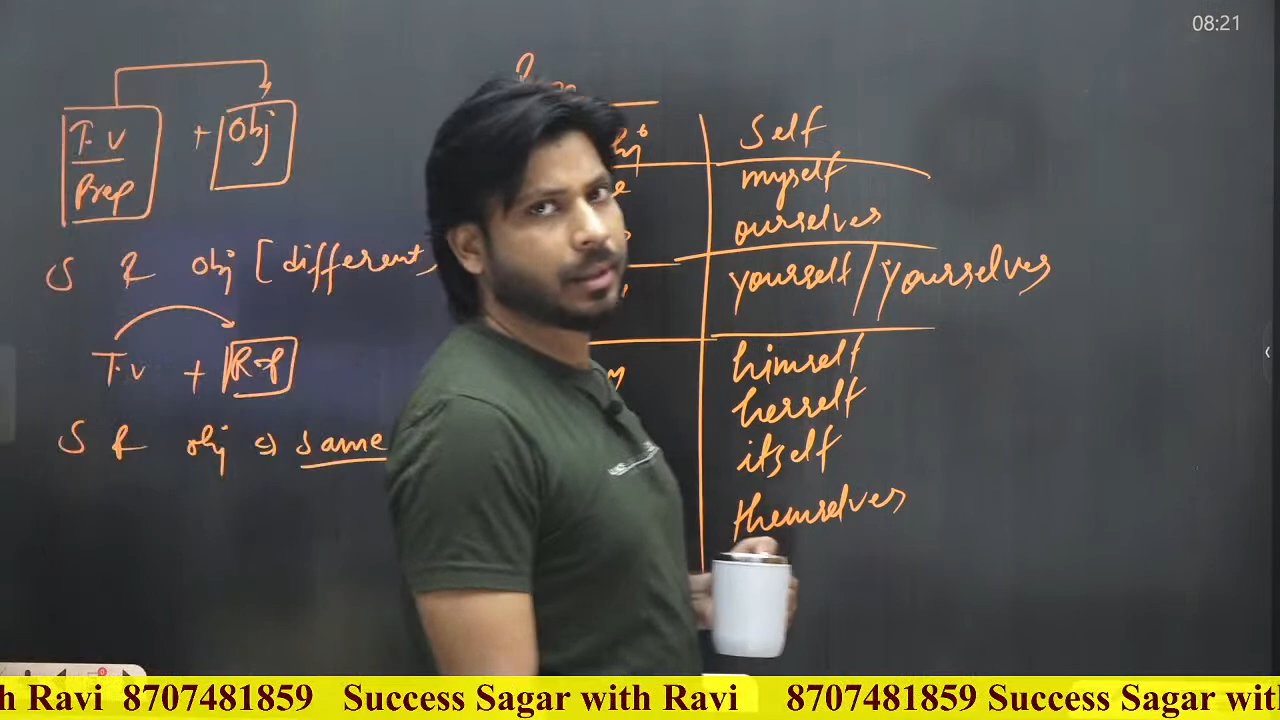 08:21
T.V + Obj
Prep
S & obj [different,
T.V + R.P
S & obj ⇒ same
Self
myself
ourselves
yourself/yourselves
himself
herself
itself
themselves
h Ravi 8707481859 Success Sagar with Ravi 8707481859 Success Sagar wit